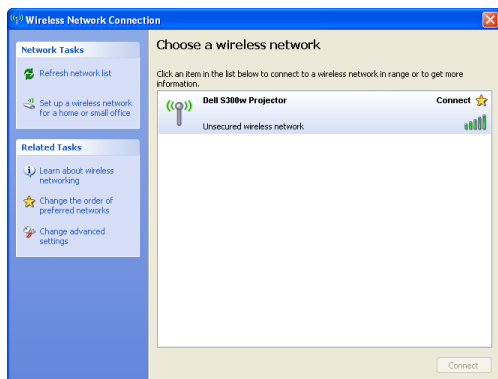 Wireless Network Connection
Network Tasks
Refresh network list
Set up a wireless network
for a home or small office
Related Tasks
Learn about wireless
networking
Change the order of
preferred networks
Change advanced
settings
Choose a wireless network
Click an item in the list below to connect to a wireless network in range or to get more
information.
Dell S300w Projector
Connect
Unsecured wireless network
Connect